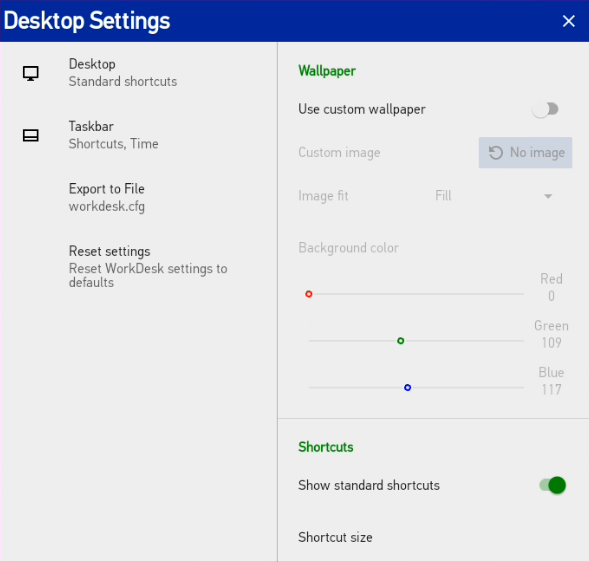 Desktop Settings
Desktop
Standard shortcuts
Taskbar
Shortcuts, Time
Export to File
workdesk.cfg
Reset settings
Reset WorkDesk settings to
defaults
Wallpaper
Use custom wallpaper
Custom image
No image
Image fit
Fill
Background color
Red
0
Green
109
Blue
117
Shortcuts
Show standard shortcuts
Shortcut size